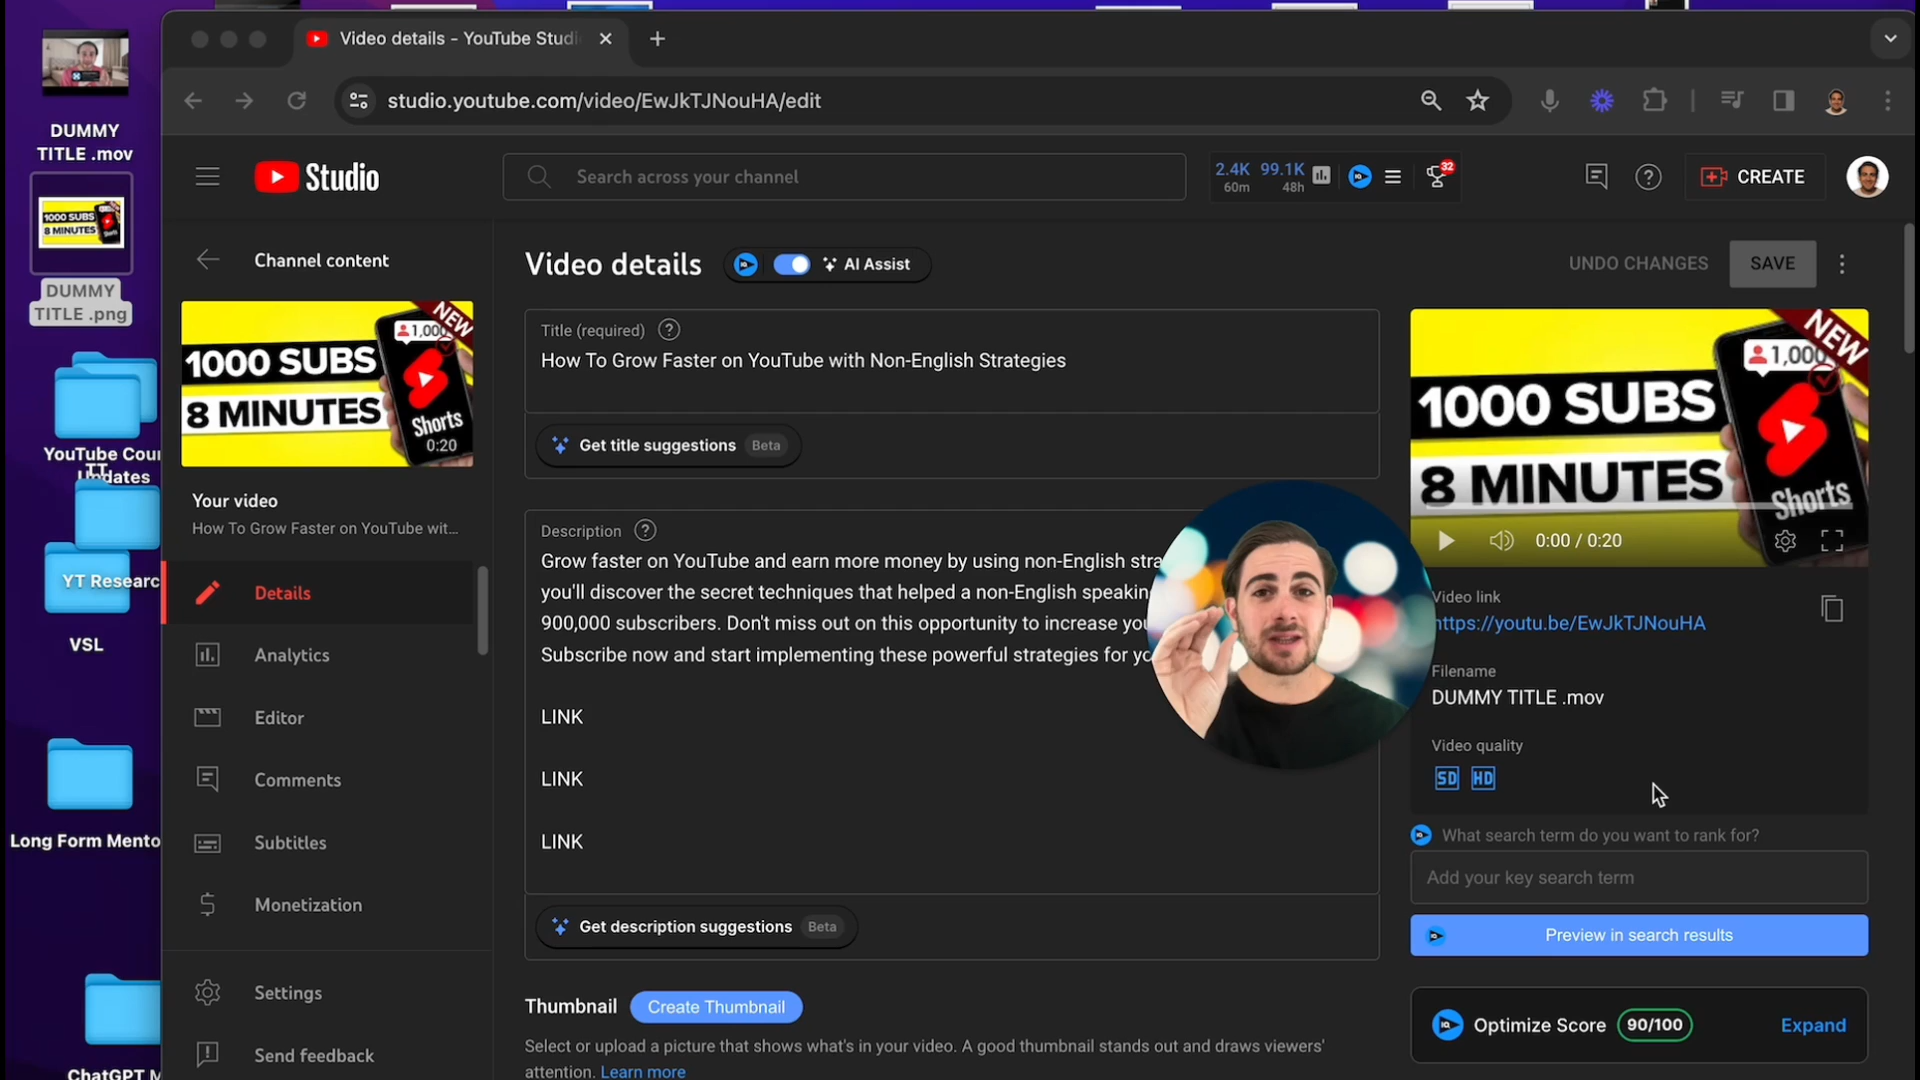 DUMMY
TITLE .mov
1000 SUBS
8 MINUTES
Shorts
DUMMY
TITLE .png
YouTube Cour
Updates
YT Researc
VSL
Long Form Mento
ChatGPT M
Video details - YouTube Studi
studio.youtube.com/video/EwJkTJNouHA/edit
Studio
Search across your channel
2.4K 99.1K
60m 48h
32
CREATE
Channel content
NEW
1,000
1000 SUBS
8 MINUTES
Shorts
0:20
Your video
How To Grow Faster on YouTube wit...
Details
Analytics
Editor
Comments
Subtitles
Monetization
Settings
Send feedback
Video details
AI Assist
UNDO CHANGES
SAVE
Title (required)
How To Grow Faster on YouTube with Non-English Strategies
Get title suggestions Beta
Description
Grow faster on YouTube and earn more money by using non-English stra
you'll discover the secret techniques that helped a non-English speakin
900,000 subscribers. Don't miss out on this opportunity to increase you
Subscribe now and start implementing these powerful strategies for yo
LINK
LINK
LINK
Get description suggestions Beta
Thumbnail Create Thumbnail
Select or upload a picture that shows what's in your video. A good thumbnail stands out and draws viewers'
attention. Learn more
NEW
1,000
1000 SUBS
8 MINUTES
Shorts
0:00 / 0:20
Video link
https://youtu.be/EwJkTJNouHA
Filename
DUMMY TITLE .mov
Video quality
SD HD
What search term do you want to rank for?
Add your key search term
Preview in search results
Optimize Score 90/100 Expand